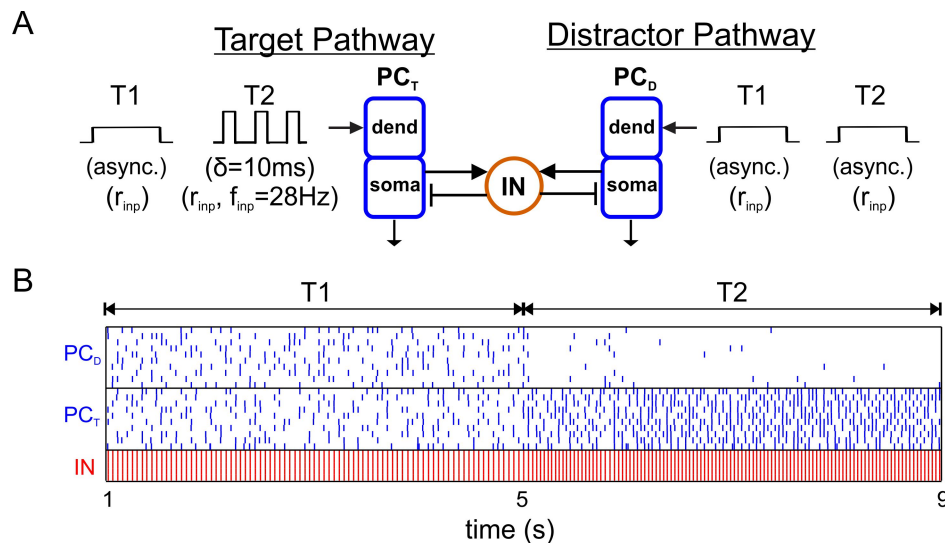 A
Target Pathway
Distractor Pathway
PC_T
PC_D
T1
T2
T1
T2
dend
dend
(async.)
(δ=10ms)
soma
IN
soma
(async.)
(async.)
(r_inp)
(r_inp, f_inp=28Hz)
(r_inp)
(r_inp)
B
T1
T2
PC_D
PC_T
IN
1
5
9
time (s)